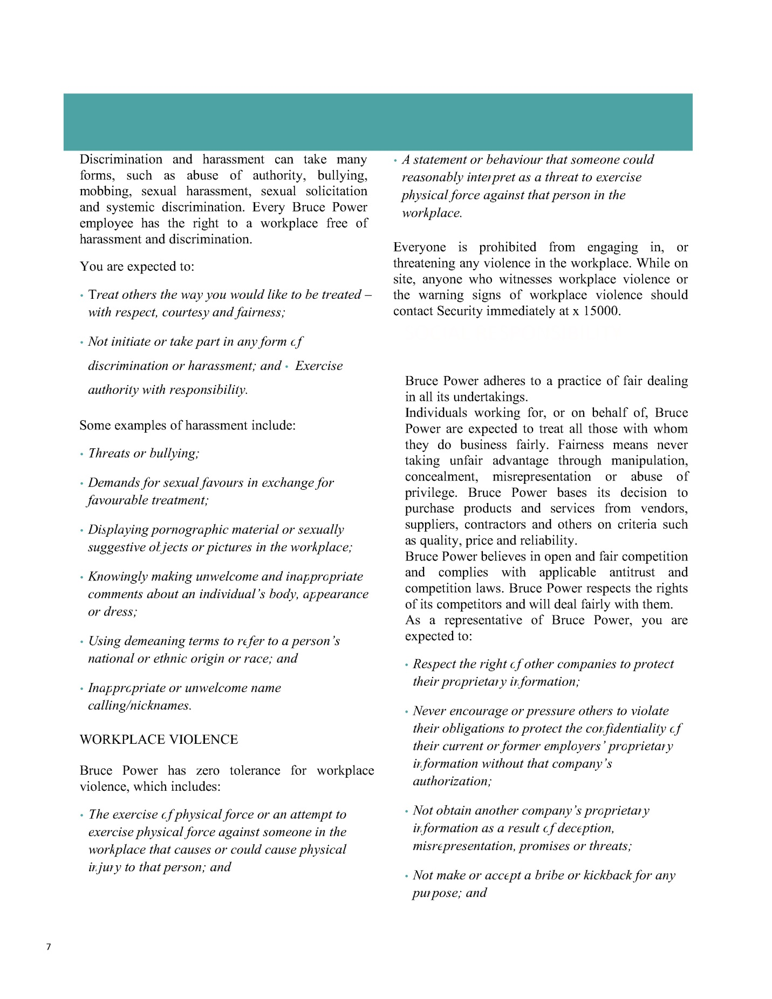 Discrimination and harassment can take many
forms, such as abuse of authority, bullying,
mobbing, sexual harassment, sexual solicitation
and systemic discrimination. Every Bruce Power
employee has the right to a workplace free of
harassment and discrimination.
You are expected to:
• Treat others the way you would like to be treated –
with respect, courtesy and fairness;
• Not initiate or take part in any form of
discrimination or harassment; and • Exercise
authority with responsibility.
Some examples of harassment include:
• Threats or bullying;
• Demands for sexual favours in exchange for
favourable treatment;
• Displaying pornographic material or sexually
suggestive objects or pictures in the workplace;
• Knowingly making unwelcome and inappropriate
comments about an individual's body, appearance
or dress;
• Using demeaning terms to refer to a person's
national or ethnic origin or race; and
• Inappropriate or unwelcome name
calling/nicknames.
WORKPLACE VIOLENCE
Bruce Power has zero tolerance for workplace
violence, which includes:
• The exercise of physical force or an attempt to
exercise physical force against someone in the
workplace that causes or could cause physical
injury to that person; and
• A statement or behaviour that someone could
reasonably interpret as a threat to exercise
physical force against that person in the
workplace.
Everyone is prohibited from engaging in, or
threatening any violence in the workplace. While on
site, anyone who witnesses workplace violence or
the warning signs of workplace violence should
contact Security immediately at x 15000.
Bruce Power adheres to a practice of fair dealing
in all its undertakings.
Individuals working for, or on behalf of, Bruce
Power are expected to treat all those with whom
they do business fairly. Fairness means never
taking unfair advantage through manipulation,
concealment, misrepresentation or abuse of
privilege. Bruce Power bases its decision to
purchase products and services from vendors,
suppliers, contractors and others on criteria such
as quality, price and reliability.
Bruce Power believes in open and fair competition
and complies with applicable antitrust and
competition laws. Bruce Power respects the rights
of its competitors and will deal fairly with them.
As a representative of Bruce Power, you are
expected to:
• Respect the right of other companies to protect
their proprietary information;
• Never encourage or pressure others to violate
their obligations to protect the confidentiality of
their current or former employers' proprietary
information without that company's
authorization;
• Not obtain another company's proprietary
information as a result of deception,
misrepresentation, promises or threats;
• Not make or accept a bribe or kickback for any
purpose; and
7